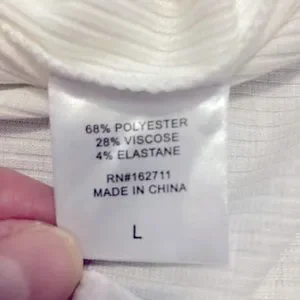 68% POLYESTER
28% VISCOSE
4% ELASTANE
RN#162711
MADE IN CHINA
L